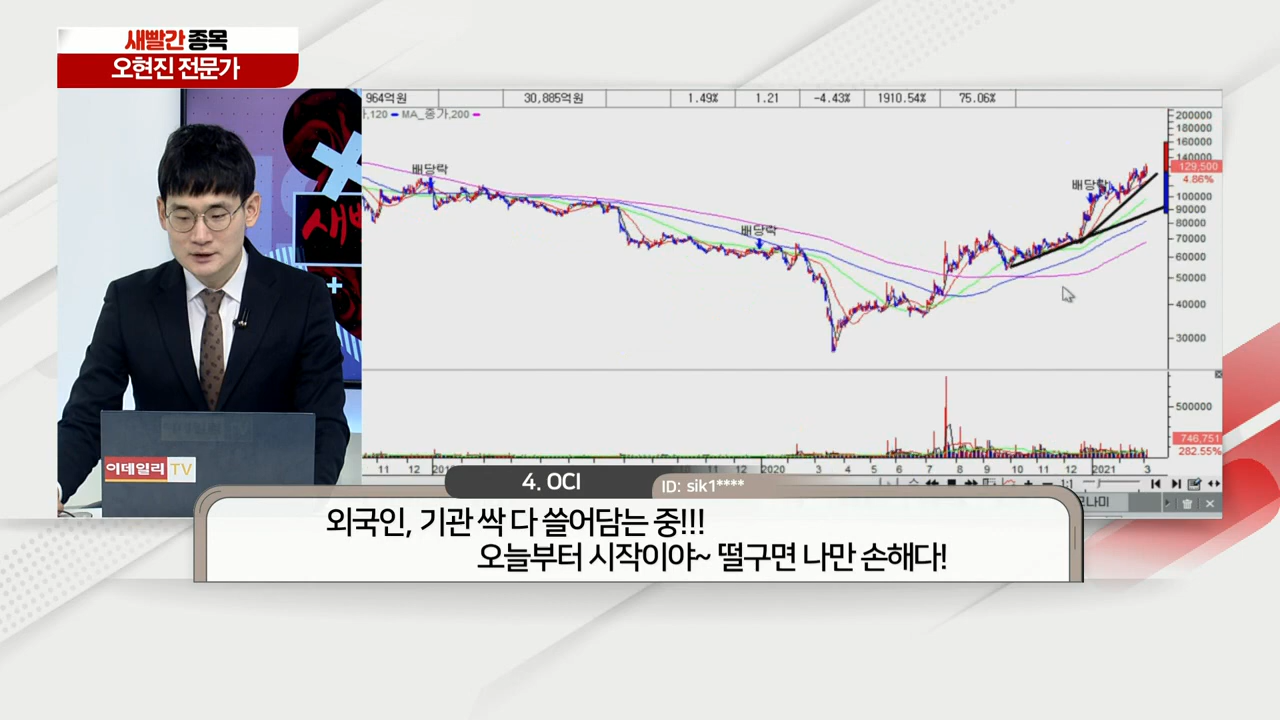 새빨간 종목
오현진 전문가
964억원 30,885억원 1.49% 1.21 -4.43% 1910.54% 75.06%
,120 MA_종가,200
배당락
배당락
배당락
200000
180000
160000
140000
129,500
4.86%
100000
90000
80000
70000
60000
50000
40000
30000
500000
746,751
282.55%
11 12 11 12 2020 3 4 5 6 7 8 9 10 11 12 2021 3
1:1
이데일리 TV
4. OCI
ID: sik1****
외국인, 기관 싹 다 쓸어담는 중!!!
오늘부터 시작이야~ 떨구면 나만 손해다!